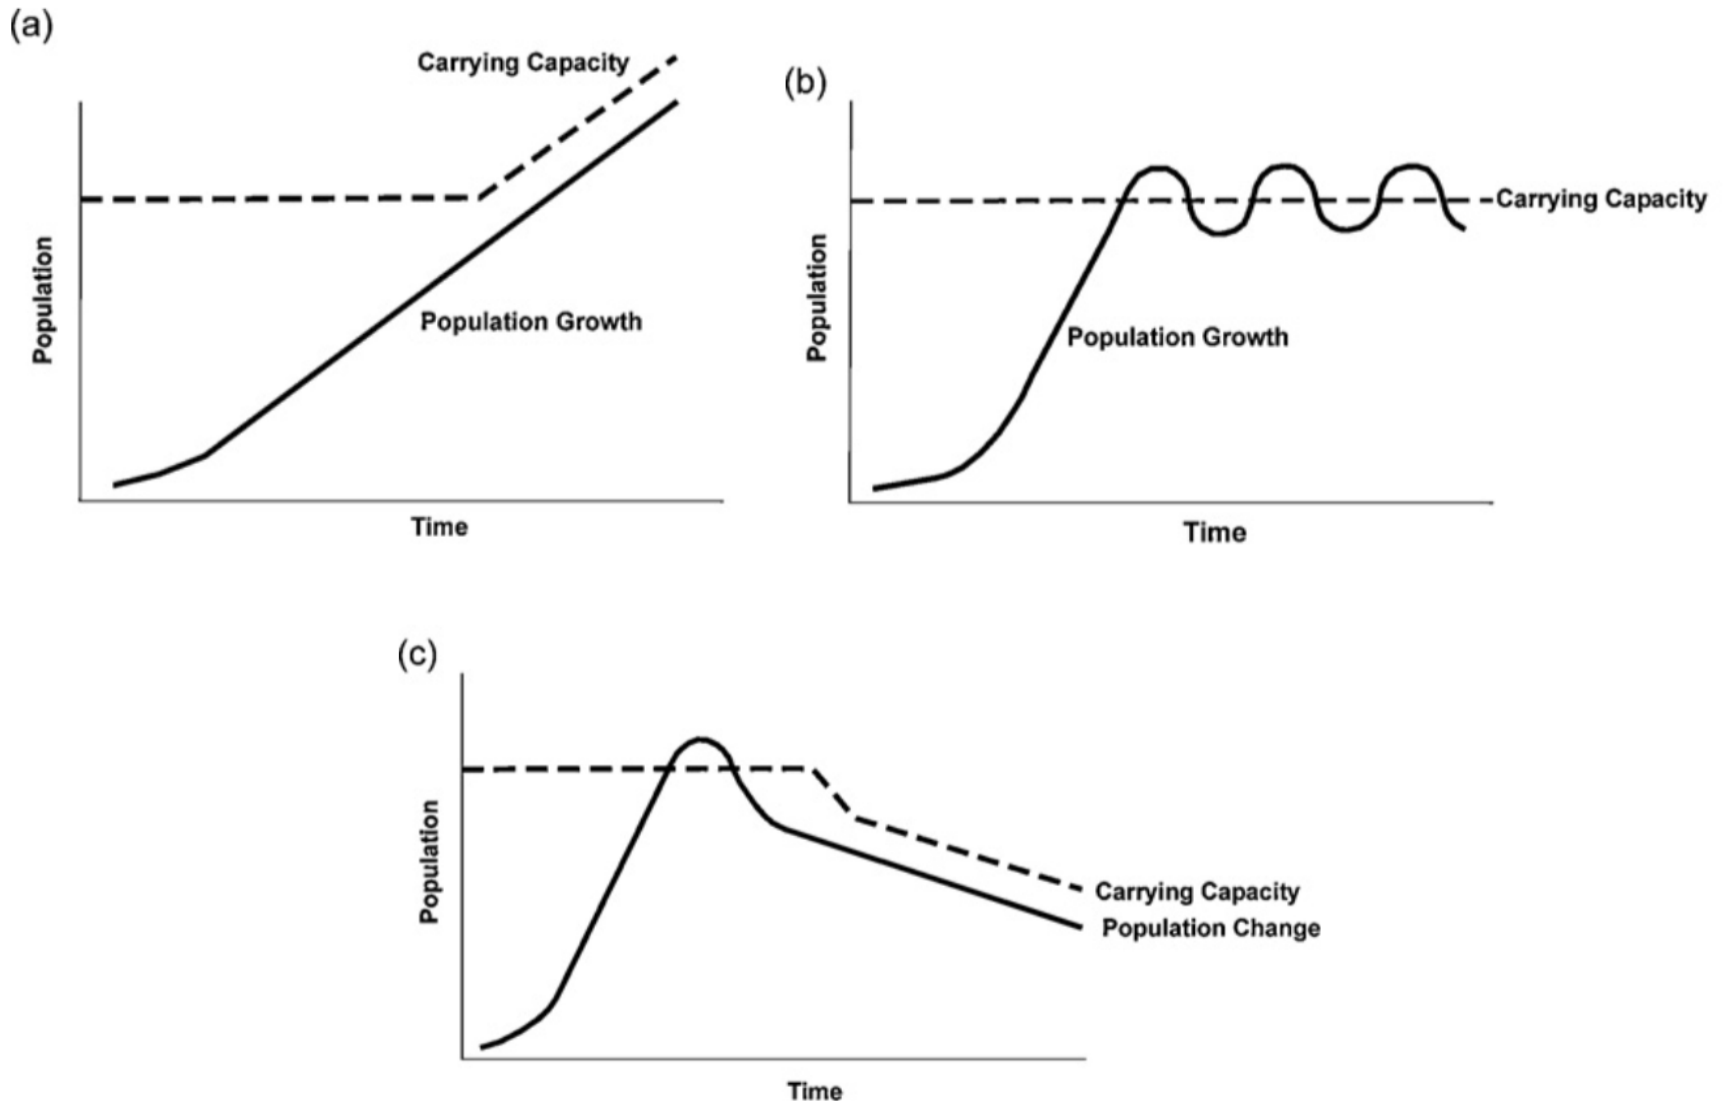 (a)
Carrying Capacity
Population
Population Growth
Time
(b)
Carrying Capacity
Population
Population Growth
Time
(c)
Population
Carrying Capacity
Population Change
Time